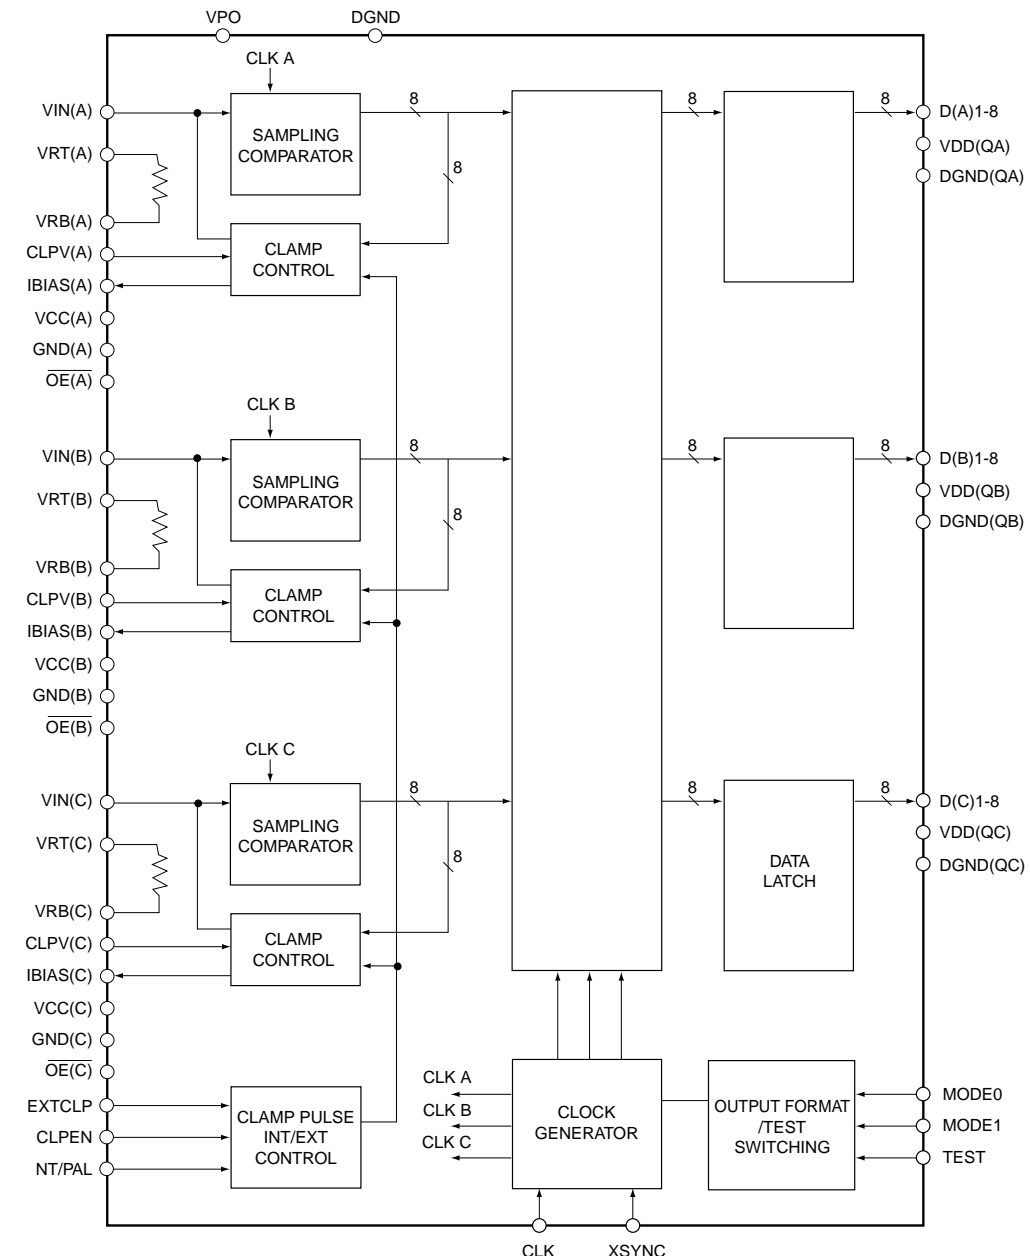 VPO DGND
CLK A
VIN(A) 8 8 8 D(A)1-8
SAMPLING
COMPARATOR
VDD(QA)
VRT(A)
8
DGND(QA)
VRB(A)
CLPV(A)
CLAMP
CONTROL
IBIAS(A)
VCC(A)
GND(A)
OE(A)
CLK B
VIN(B) 8 8 8 D(B)1-8
SAMPLING
COMPARATOR
VDD(QB)
VRT(B)
8
DGND(QB)
VRB(B)
CLPV(B)
CLAMP
CONTROL
IBIAS(B)
VCC(B)
GND(B)
OE(B)
CLK C
VIN(C) 8 8 8 D(C)1-8
SAMPLING
COMPARATOR
VDD(QC)
VRT(C)
8
DATA
LATCH
DGND(QC)
VRB(C)
CLPV(C)
CLAMP
CONTROL
IBIAS(C)
VCC(C)
GND(C)
OE(C)
EXTCLP
CLPEN
NT/PAL
CLAMP PULSE
INT/EXT
CONTROL
CLK A
CLK B
CLK C
CLOCK
GENERATOR
OUTPUT FORMAT
/TEST
SWITCHING
MODE0
MODE1
TEST
CLK XSYNC